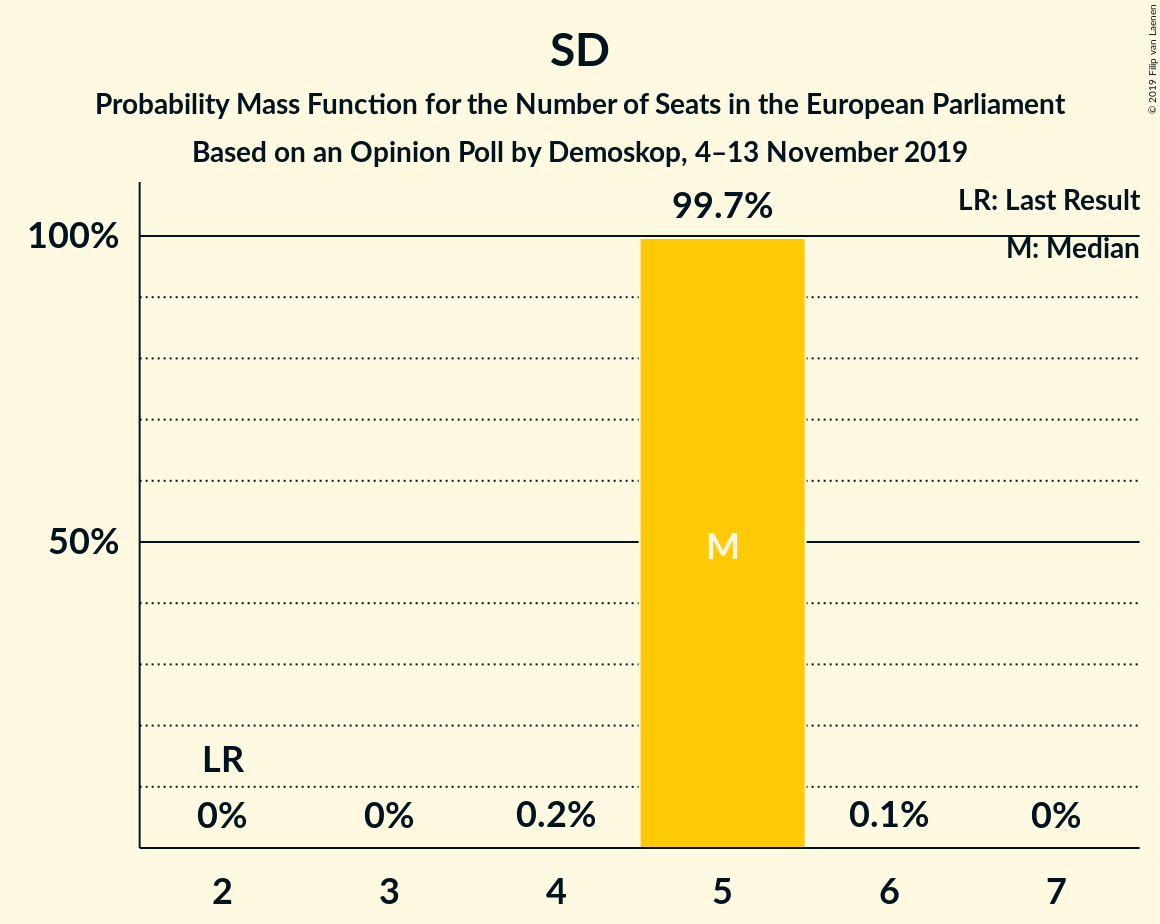 SD
Probability Mass Function for the Number of Seats in the European Parliament
Based on an Opinion Poll by Demoskop, 4–13 November 2019
© 2019 Filip van Laenen
LR: Last Result
M: Median
99.7%
100%
50%
M
LR
0%
0%
0.2%
0.1%
0%
2
3
4
5
6
7